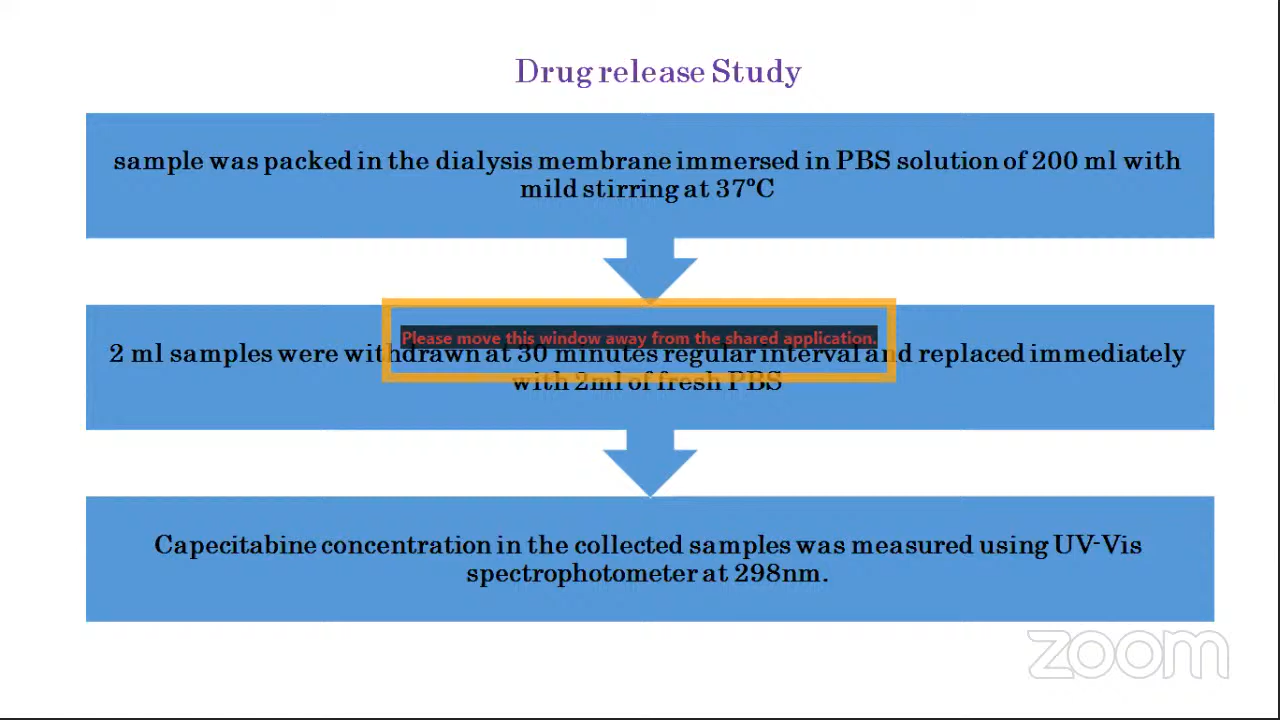 Drug release Study
sample was packed in the dialysis membrane immersed in PBS solution of 200 ml with
mild stirring at 37°C
Please move this window away from the shared application.
2 ml samples were withdrawn at 30 minutes regular interval and replaced immediately
with 2ml of fresh PBS
Capecitabine concentration in the collected samples was measured using UV-Vis
spectrophotometer at 298nm.
zoom